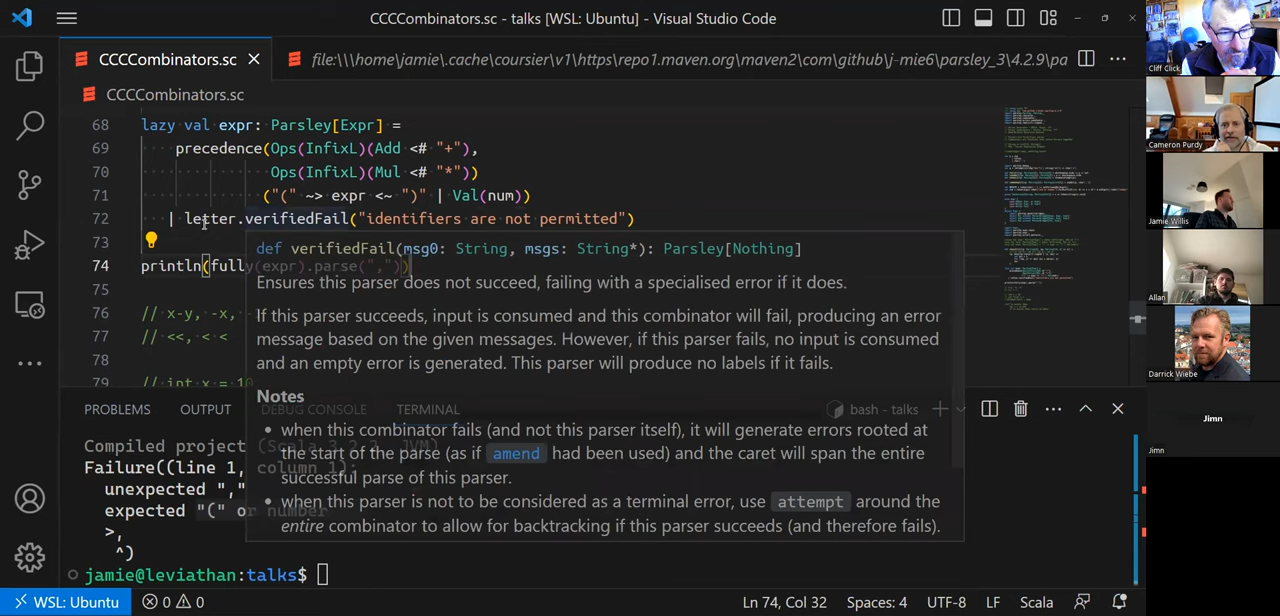 CCCCombinators.sc - talks [WSL: Ubuntu] - Visual Studio Code
CCCCombinators.sc
file:\\\home\jamie\.cache\coursier\v1\https\repo1.maven.org\maven2\com\github\j-mie6\parsley_3\4.2.9\pa
CCCCombinators.sc
68 lazy val expr: Parsley[Expr] =
69 precedence(Ops(InfixL)(Add <# "+"),
70 Ops(InfixL)(Mul <# "*"))
71 ("(" ~> expr <~ ")" | Val(num))
72 | letter.verifiedFail("identifiers are not permitted")
73
74 println(fully(expr).parse(","))
75
76 // x-y, -x,
77 // <<, < <
78
79 // int x = 10
def verifiedFail(msg0: String, msgs: String*): Parsley[Nothing]
Ensures this parser does not succeed, failing with a specialised error if it does.
If this parser succeeds, input is consumed and this combinator will fail, producing an error
message based on the given messages. However, if this parser fails, no input is consumed
and an empty error is generated. This parser will produce no labels if it fails.
Notes
• when this combinator fails (and not this parser itself), it will generate errors rooted at
the start of the parse (as if amend had been used) and the caret will span the entire
successful parse of this parser.
• when this parser is not to be considered as a terminal error, use attempt around the
entire combinator to allow for backtracking if this parser succeeds (and therefore fails).
PROBLEMS OUTPUT DEBUG CONSOLE TERMINAL
bash - talks
Compiled project (Scala 3.2.2, JVM)
Failure((line 1, column 1):
unexpected ","
expected "(" or number
>,
^)
jamie@leviathan:talks$
WSL: Ubuntu 0 0 Ln 74, Col 32 Spaces: 4 UTF-8 LF Scala
Cliff Click
Cameron Purdy
Jamie Willis
Allan
Darrick Wiebe
Jimn
Jimn